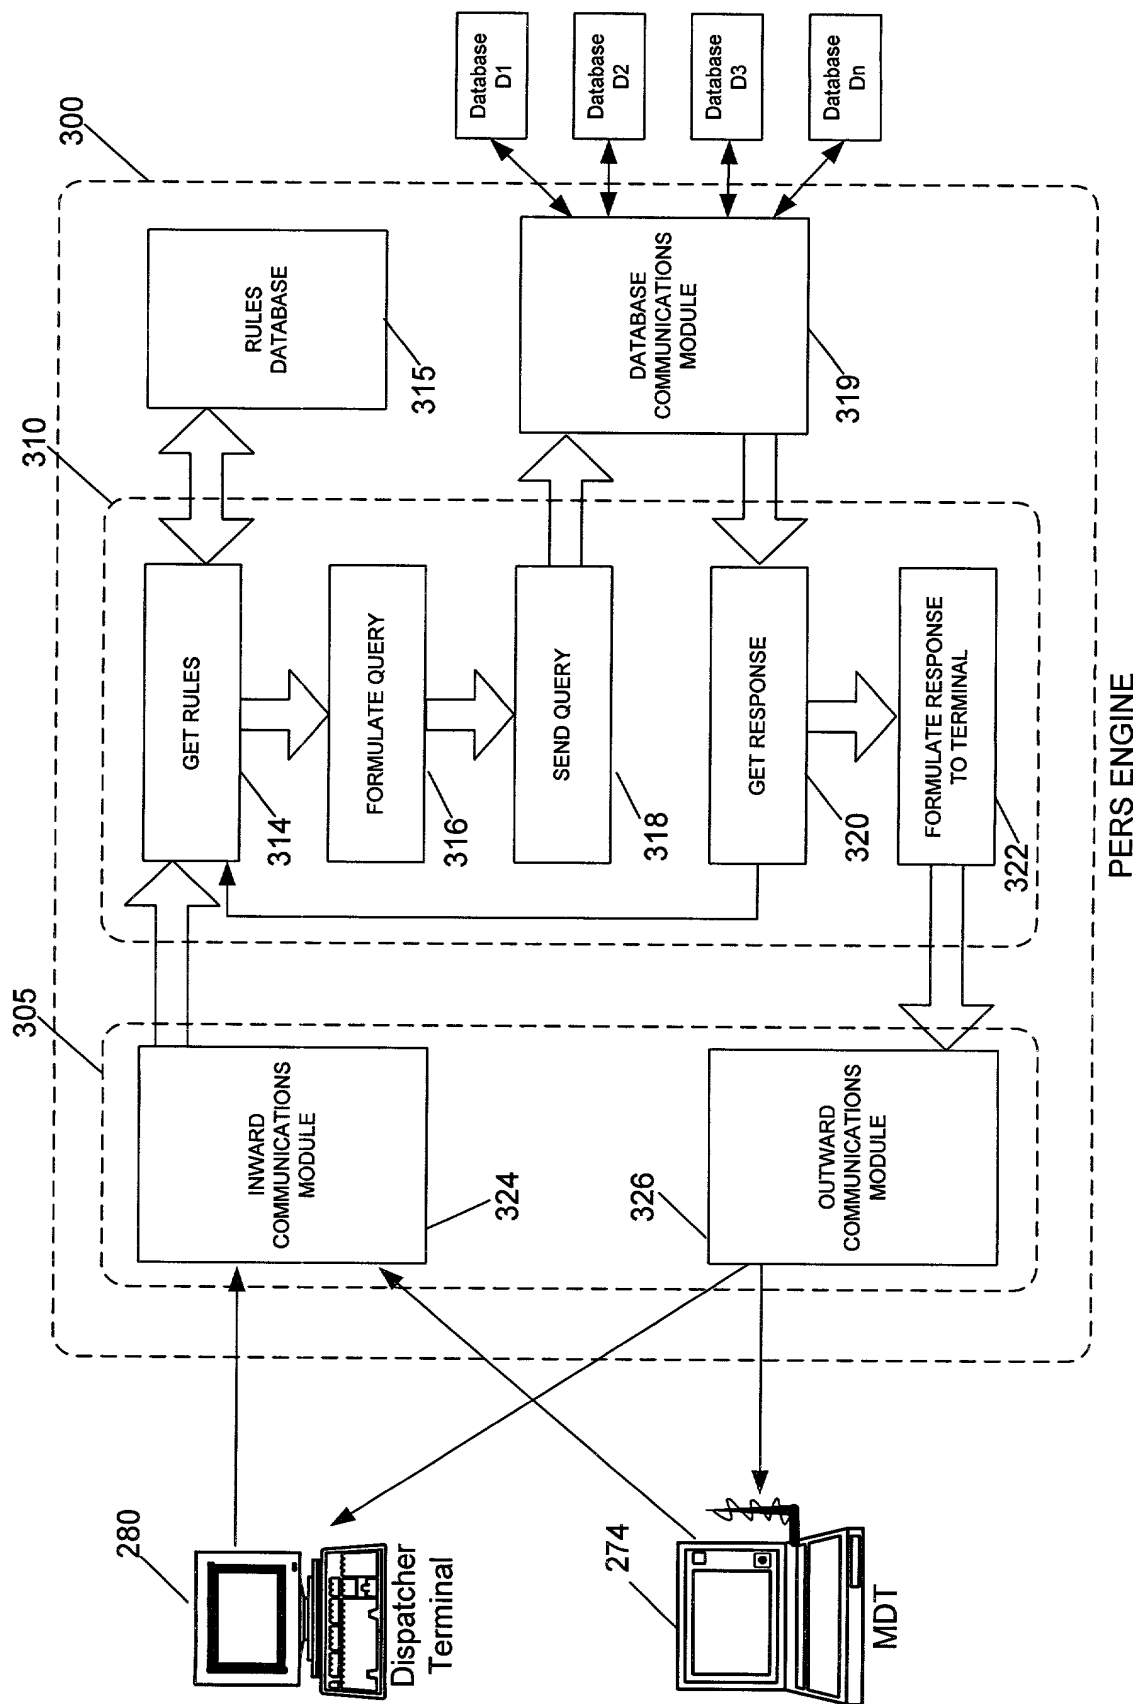 280
Dispatcher
Terminal
274
MDT
305
INWARD
COMMUNICATIONS
MODULE
324
OUTWARD
COMMUNICATIONS
MODULE
326
310
GET RULES
314
FORMULATE QUERY
316
SEND QUERY
318
GET RESPONSE
320
FORMULATE RESPONSE
TO TERMINAL
322
300
RULES
DATABASE
315
DATABASE
COMMUNICATIONS
MODULE
319
Database
D1
Database
D2
Database
D3
Database
Dn
PERS ENGINE